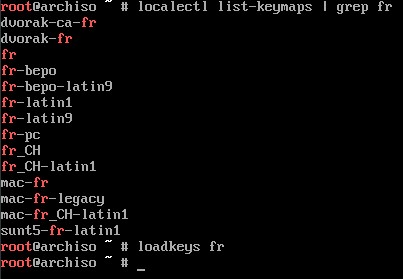 root@archiso ~ # localectl list-keymaps | grep fr
dvorak-ca-fr
dvorak-fr
fr
fr-bepo
fr-bepo-latin9
fr-latin1
fr-latin9
fr-pc
fr_CH
fr_CH-latin1
mac-fr
mac-fr-legacy
mac-fr_CH-latin1
sunt5-fr-latin1
root@archiso ~ # loadkeys fr
root@archiso ~ # _